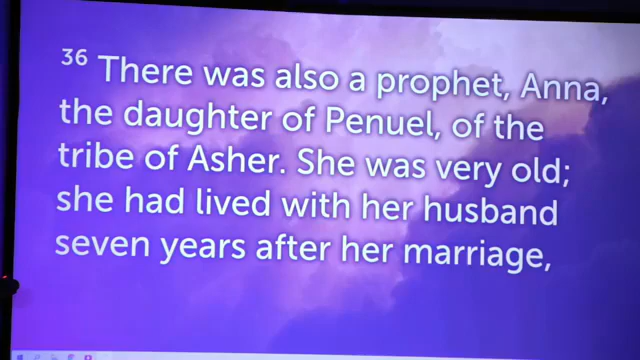 36 There was also a prophet, Anna,
the daughter of Penuel, of the
tribe of Asher. She was very old;
she had lived with her husband
seven years after her marriage,